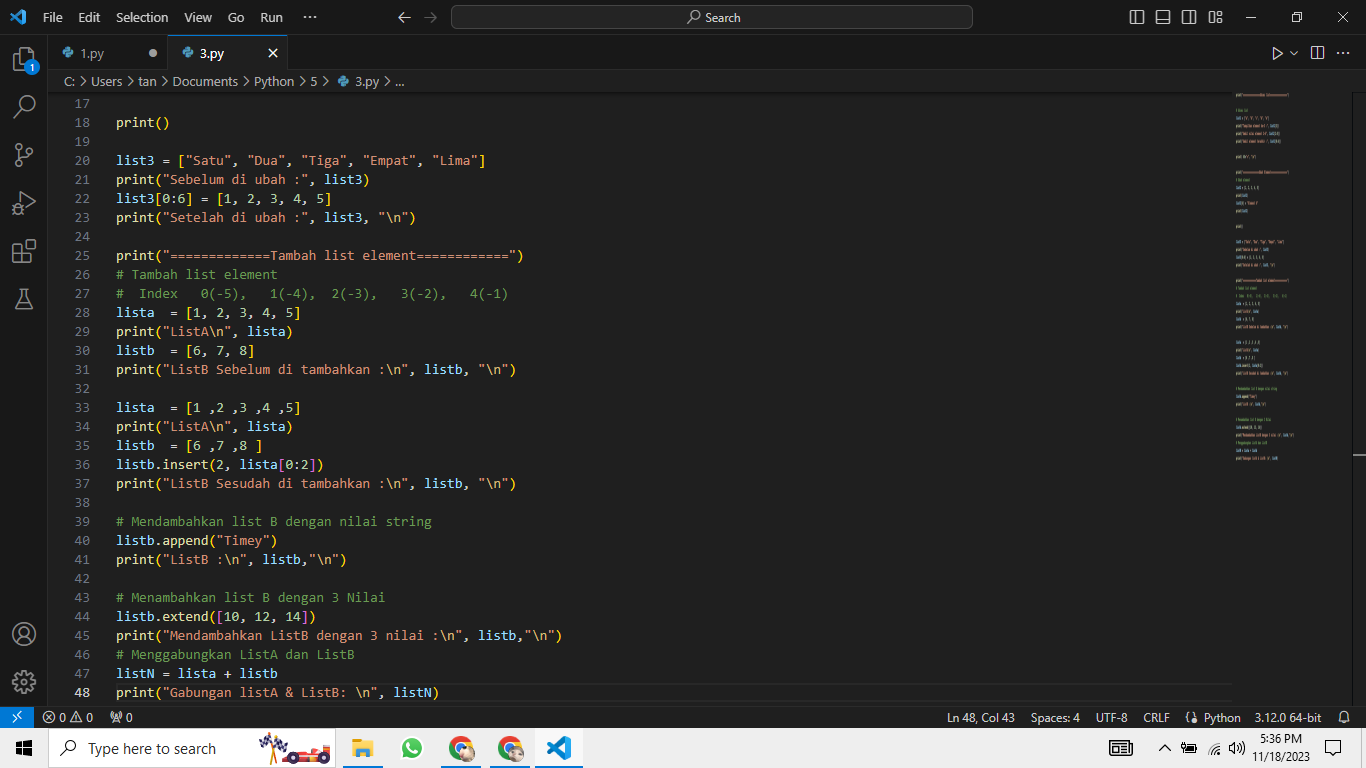 File Edit Selection View Go Run ··· Search
1.py 3.py
C: > Users > tan > Documents > Python > 5 > 3.py > ...
17
18 print()
19
20 list3 = ["Satu", "Dua", "Tiga", "Empat", "Lima"]
21 print("Sebelum di ubah :", list3)
22 list3[0:6] = [1, 2, 3, 4, 5]
23 print("Setelah di ubah :", list3, "\n")
24
25 print("=============Tambah list element============")
26 # Tambah list element
27 #  Index   0(-5),   1(-4),  2(-3),   3(-2),   4(-1)
28 lista  = [1, 2, 3, 4, 5]
29 print("ListA\n", lista)
30 listb  = [6, 7, 8]
31 print("ListB Sebelum di tambahkan :\n", listb, "\n")
32
33 lista  = [1 ,2 ,3 ,4 ,5]
34 print("ListA\n", lista)
35 listb  = [6 ,7 ,8 ]
36 listb.insert(2, lista[0:2])
37 print("ListB Sesudah di tambahkan :\n", listb, "\n")
38
39 # Mendambahkan list B dengan nilai string
40 listb.append("Timey")
41 print("ListB :\n", listb,"\n")
42
43 # Menambahkan list B dengan 3 Nilai
44 listb.extend([10, 12, 14])
45 print("Mendambahkan ListB dengan 3 nilai :\n", listb,"\n")
46 # Menggabungkan ListA dan ListB
47 listN = lista + listb
48 print("Gabungan listA & ListB: \n", listN)
1
0 0 0 Ln 48, Col 43 Spaces: 4 UTF-8 CRLF Python 3.12.0 64-bit
Type here to search
5:36 PM
11/18/2023